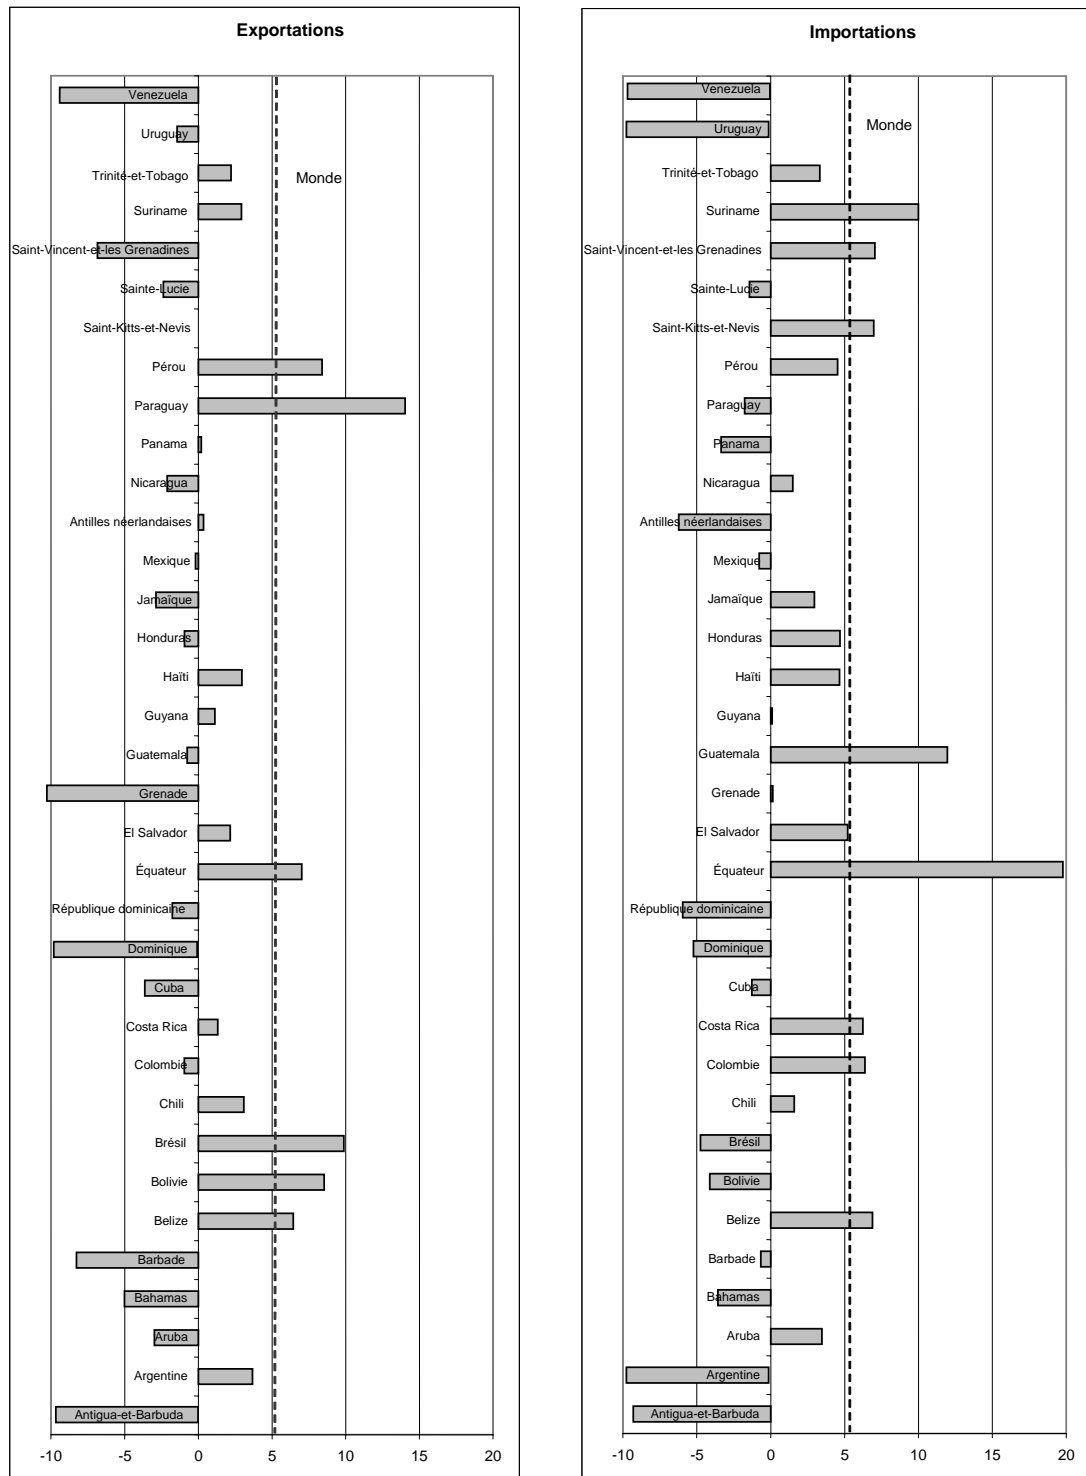 Exportations
Venezuela
Uruguay
Trinité-et-Tobago
Monde
Suriname
Saint-Vincent-et-les Grenadines
Sainte-Lucie
Saint-Kitts-et-Nevis
Pérou
Paraguay
Panama
Nicaragua
Antilles néerlandaises
Mexique
Jamaïque
Honduras
Haïti
Guyana
Guatemala
Grenade
El Salvador
Équateur
République dominicaine
Dominique
Cuba
Costa Rica
Colombie
Chili
Brésil
Bolivie
Belize
Barbade
Bahamas
Aruba
Argentine
Antigua-et-Barbuda
-10 -5 0 5 10 15 20
Importations
Venezuela
Monde
Uruguay
Trinité-et-Tobago
Suriname
Saint-Vincent-et-les Grenadines
Sainte-Lucie
Saint-Kitts-et-Nevis
Pérou
Paraguay
Panama
Nicaragua
Antilles néerlandaises
Mexique
Jamaïque
Honduras
Haïti
Guyana
Guatemala
Grenade
El Salvador
Équateur
République dominicaine
Dominique
Cuba
Costa Rica
Colombie
Chili
Brésil
Bolivie
Belize
Barbade
Bahamas
Aruba
Argentine
Antigua-et-Barbuda
-10 -5 0 5 10 15 20